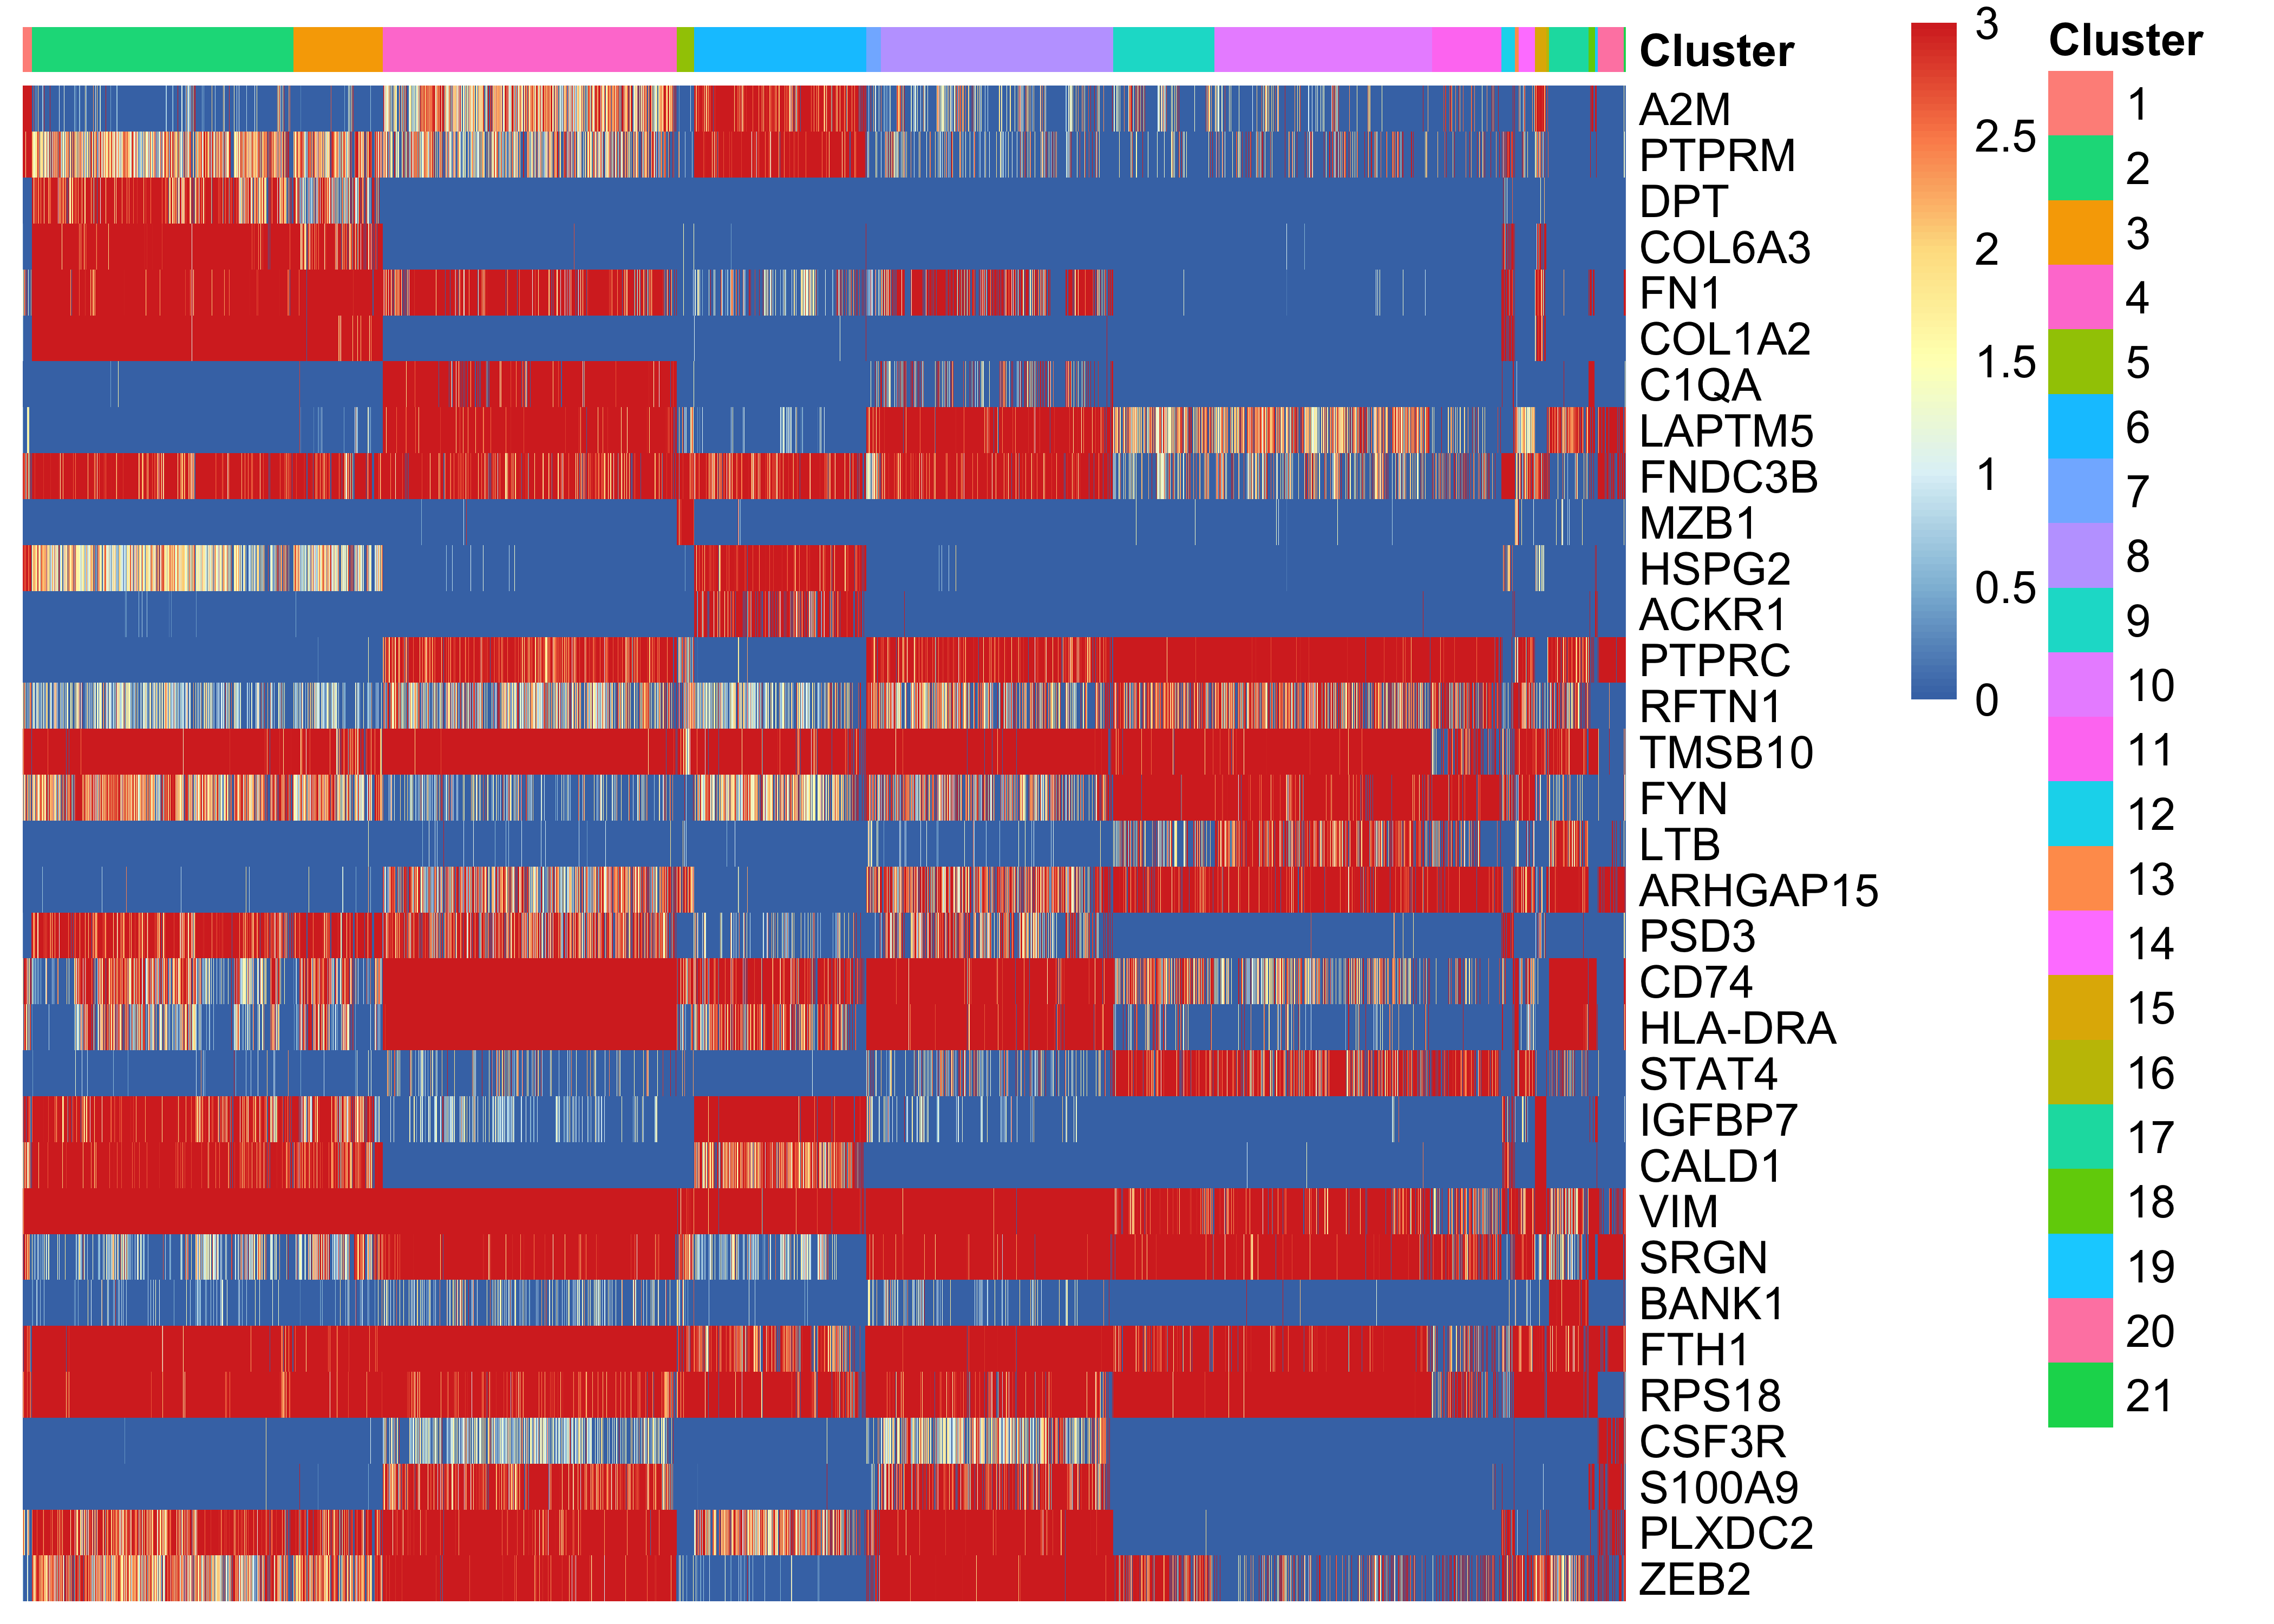 Cluster
A2M
PTPRM
DPT
COL6A3
FN1
COL1A2
C1QA
LAPTM5
FNDC3B
MZB1
HSPG2
ACKR1
PTPRC
RFTN1
TMSB10
FYN
LTB
ARHGAP15
PSD3
CD74
HLA-DRA
STAT4
IGFBP7
CALD1
VIM
SRGN
BANK1
FTH1
RPS18
CSF3R
S100A9
PLXDC2
ZEB2
3
2.5
2
1.5
1
0.5
0
Cluster
1
2
3
4
5
6
7
8
9
10
11
12
13
14
15
16
17
18
19
20
21